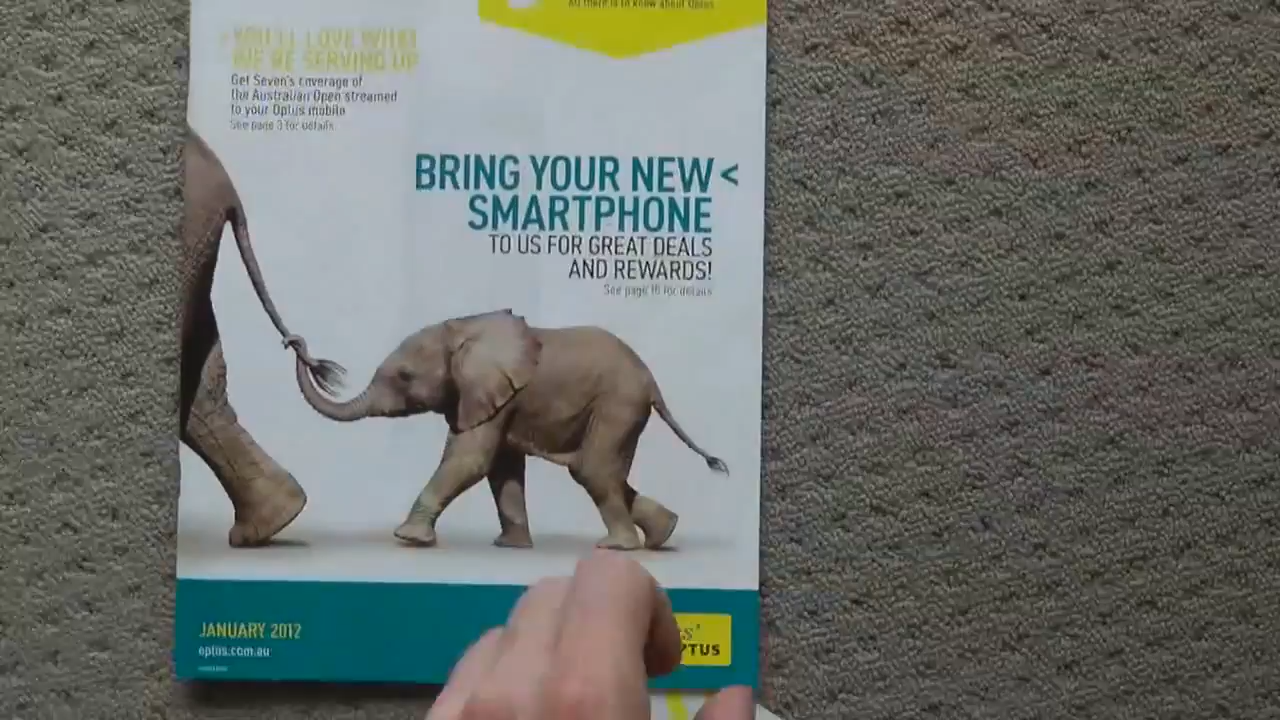 All there is to know about Optus
YOU'LL LOVE WHAT
WE'RE SERVING UP
Get Seven's coverage of
the Australian Open streamed
to your Optus mobile
See page 3 for details.
BRING YOUR NEW <
SMARTPHONE
TO US FOR GREAT DEALS
AND REWARDS!
See page 16 for details
JANUARY 2012
optus.com.au
PTUS